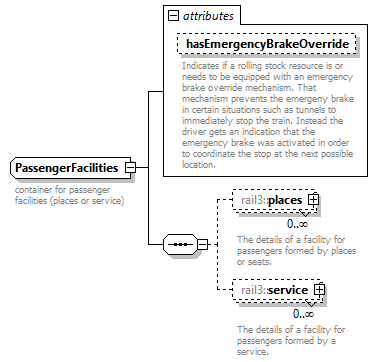 attributes
hasEmergencyBrakeOverride
Indicates if a rolling stock resource is or
needs to be equipped with an emergency
brake override mechanism. That
mechanism prevents the emergeny brake
in certain situations such as tunnels to
immediately stop the train. Instead the
driver gets an indication that the
emergency brake was activated in order
to coordinate the stop at the next possible
location.
PassengerFacilities
container for passenger
facilities (places or service)
rail3::places
0..∞
The details of a facility for
passengers formed by places
or seats.
rail3::service
0..∞
The details of a facility for
passengers formed by a
service.